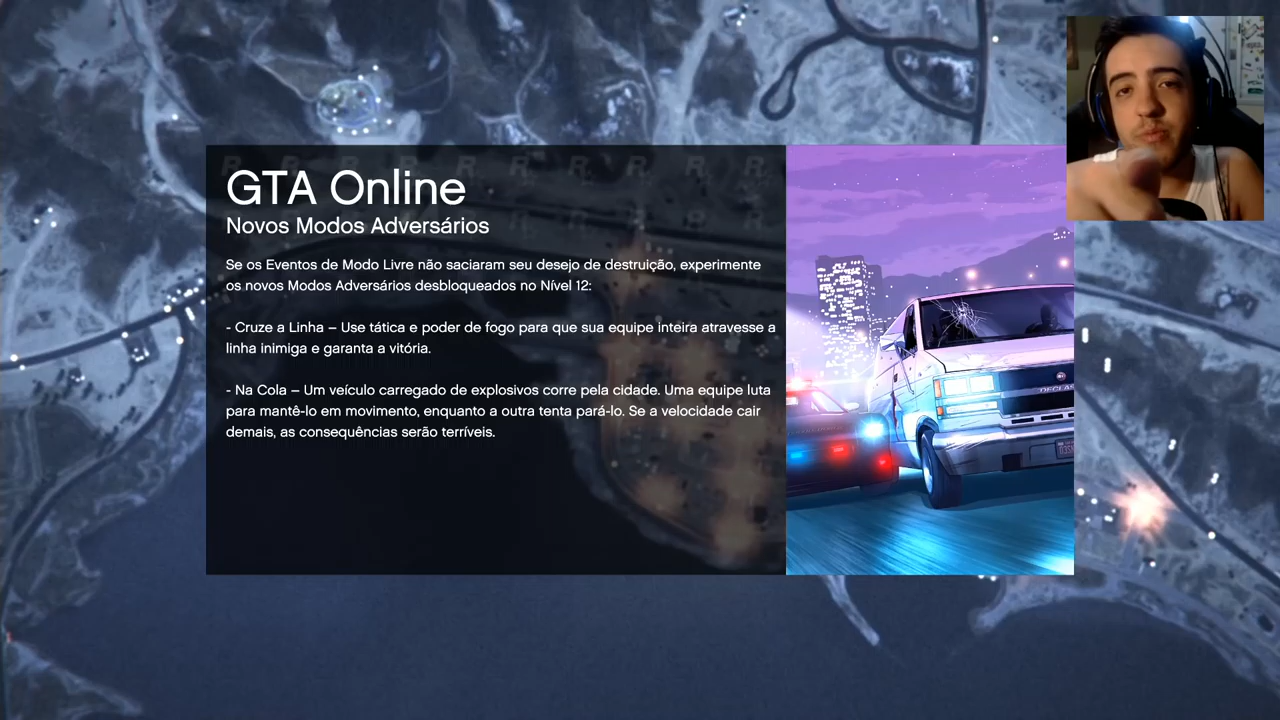 GTA Online
Novos Modos Adversários
Se os Eventos de Modo Livre não saciaram seu desejo de destruição, experimente
os novos Modos Adversários desbloqueados no Nível 12:
- Cruze a Linha – Use tática e poder de fogo para que sua equipe inteira atravesse a
linha inimiga e garanta a vitória.
- Na Cola – Um veículo carregado de explosivos corre pela cidade. Uma equipe luta
para mantê-lo em movimento, enquanto a outra tenta pará-lo. Se a velocidade cair
demais, as consequências serão terríveis.